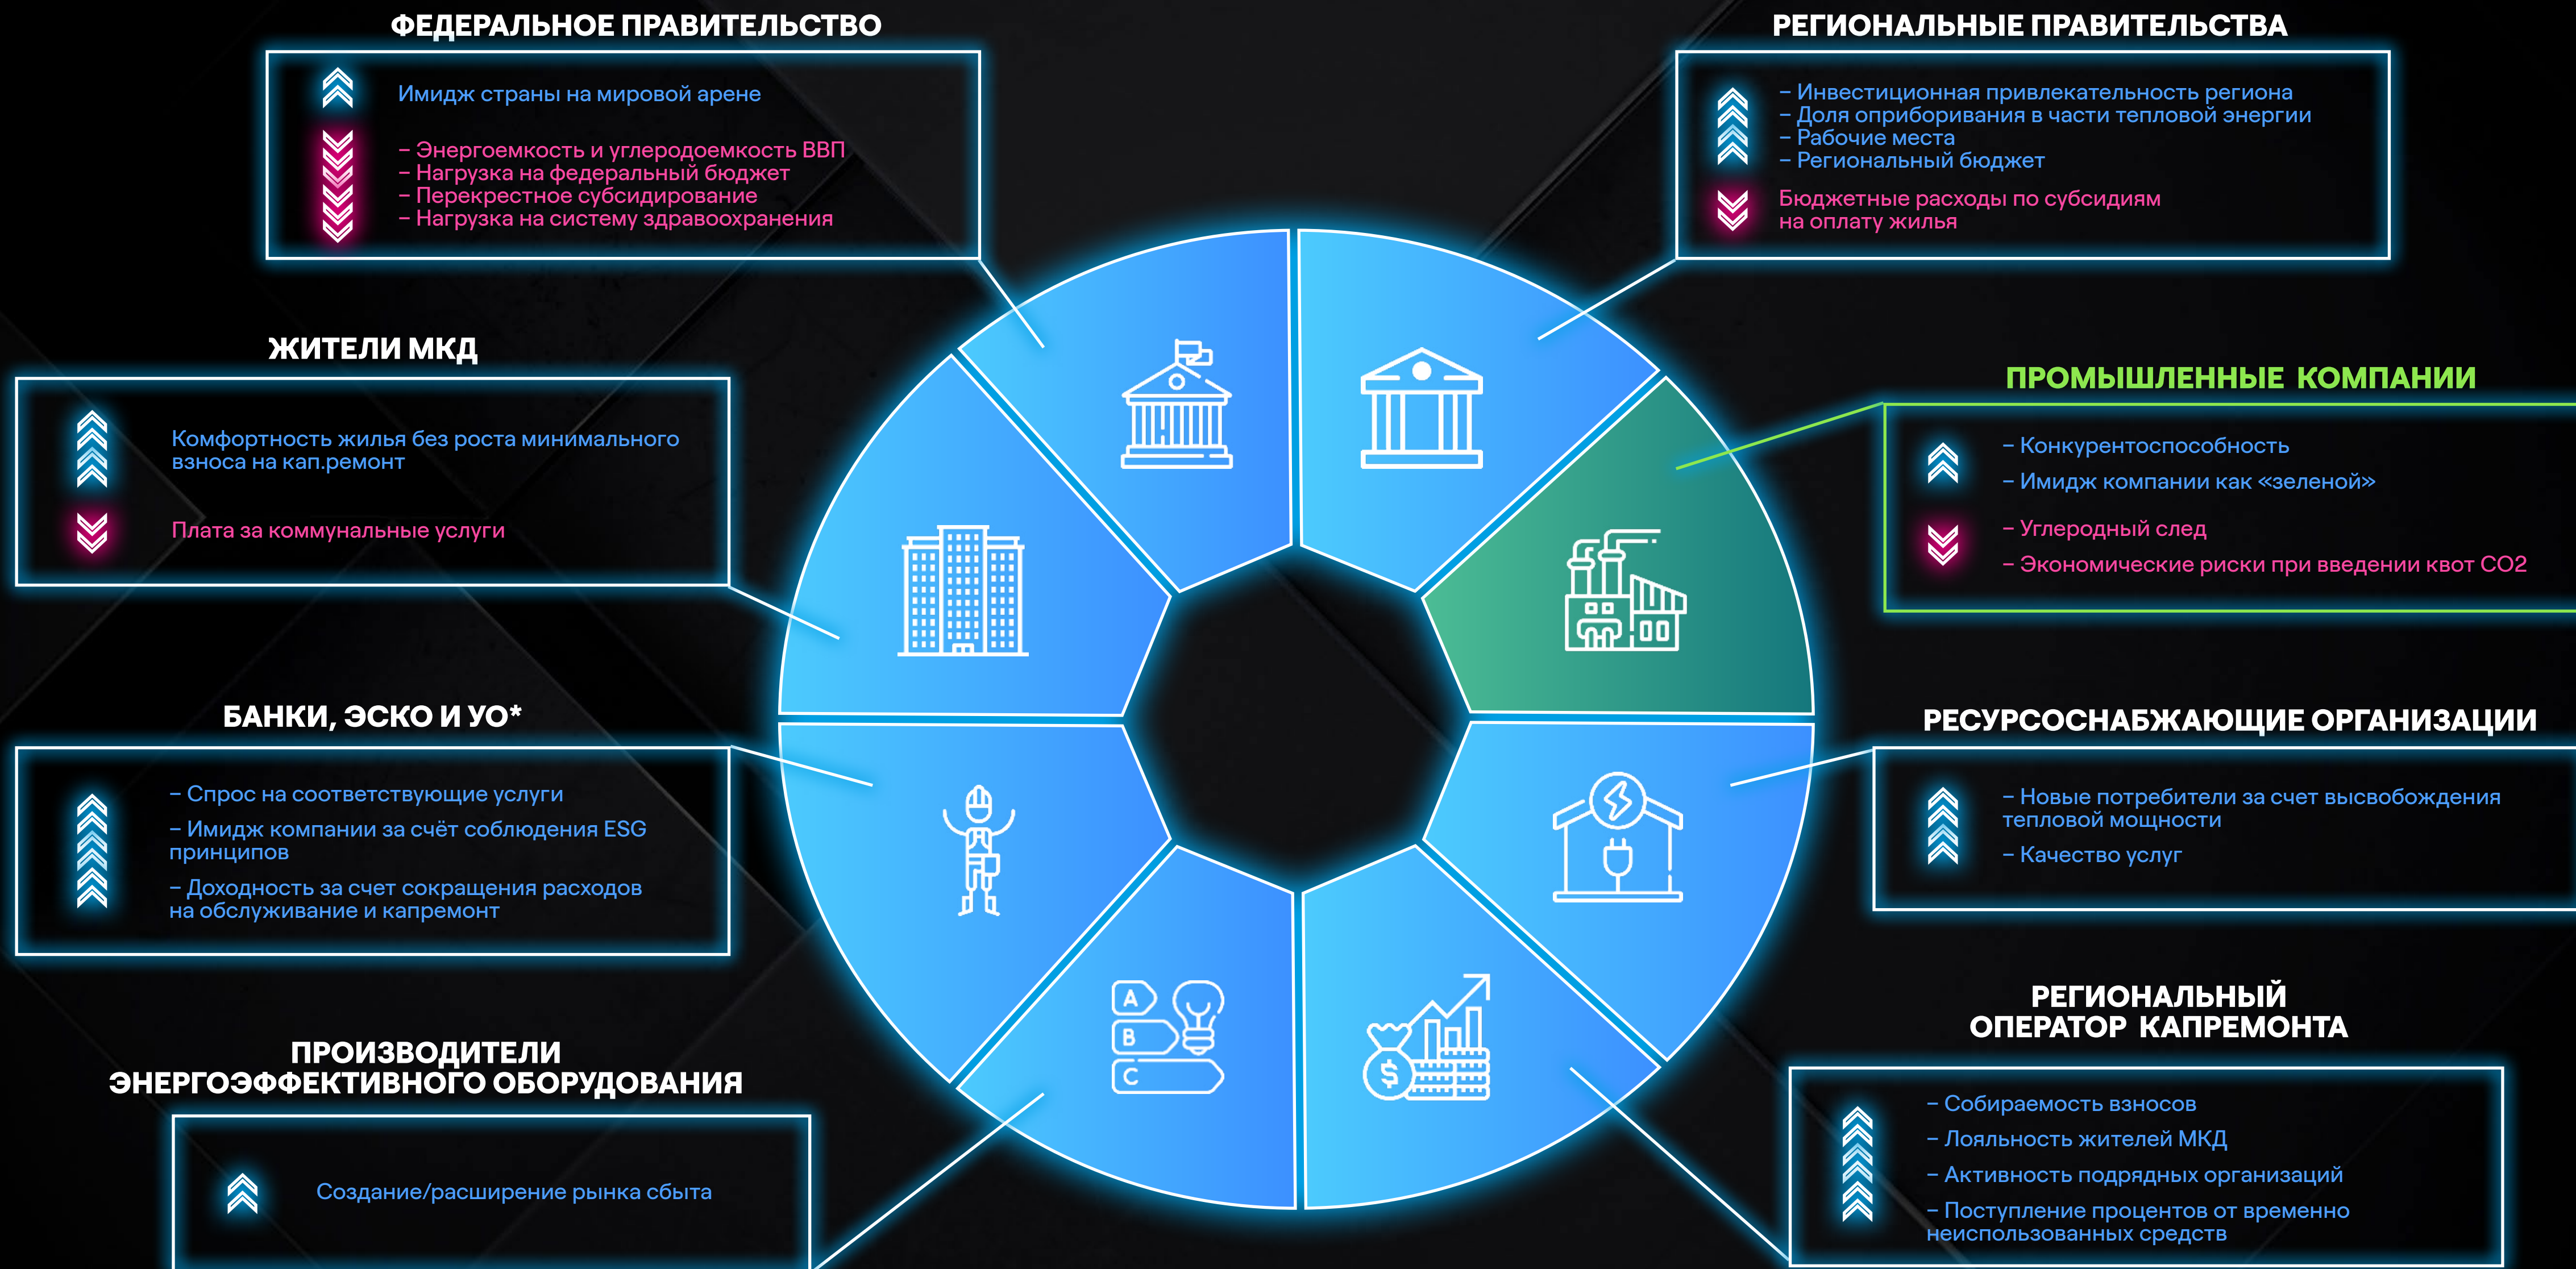 ФЕДЕРАЛЬНОЕ ПРАВИТЕЛЬСТВО
Имидж страны на мировой арене
– Энергоемкость и углеродоемкость ВВП
– Нагрузка на федеральный бюджет
– Перекрестное субсидирование
– Нагрузка на систему здравоохранения
РЕГИОНАЛЬНЫЕ ПРАВИТЕЛЬСТВА
– Инвестиционная привлекательность региона
– Доля оприборивания в части тепловой энергии
– Рабочие места
– Региональный бюджет
Бюджетные расходы по субсидиям
на оплату жилья
ЖИТЕЛИ МКД
Комфортность жилья без роста минимального
взноса на кап.ремонт
Плата за коммунальные услуги
ПРОМЫШЛЕННЫЕ КОМПАНИИ
– Конкурентоспособность
– Имидж компании как «зеленой»
– Углеродный след
– Экономические риски при введении квот СО2
БАНКИ, ЭСКО И УО*
– Спрос на соответствующие услуги
– Имидж компании за счёт соблюдения ESG
принципов
– Доходность за счет сокращения расходов
на обслуживание и капремонт
РЕСУРСОСНАБЖАЮЩИЕ ОРГАНИЗАЦИИ
– Новые потребители за счет высвобождения
тепловой мощности
– Качество услуг
ПРОИЗВОДИТЕЛИ
ЭНЕРГОЭФФЕКТИВНОГО ОБОРУДОВАНИЯ
Создание/расширение рынка сбыта
A
B
C
$
РЕГИОНАЛЬНЫЙ
ОПЕРАТОР КАПРЕМОНТА
– Собираемость взносов
– Лояльность жителей МКД
– Активность подрядных организаций
– Поступление процентов от временно
неиспользованных средств